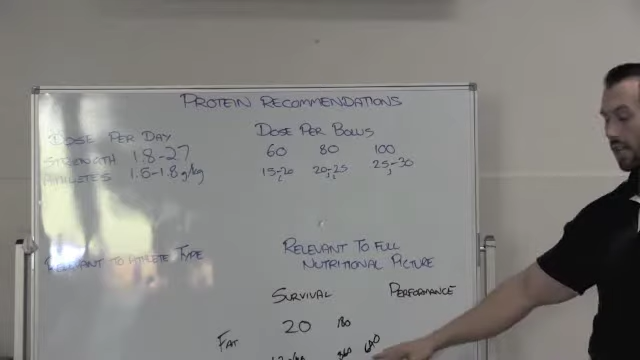 PROTEIN RECOMMENDATIONS
DOSE PER DAY
STRENGTH 1.8-2.7
ATHLETES 1.6-1.8 g/kg
DOSE PER BOLUS
60 80 100
15-20 20-25 25-30
RELEVANT TO ATHLETE TYPE
RELEVANT TO FULL
NUTRITIONAL PICTURE
SURVIVAL PERFORMANCE
FAT 20 180